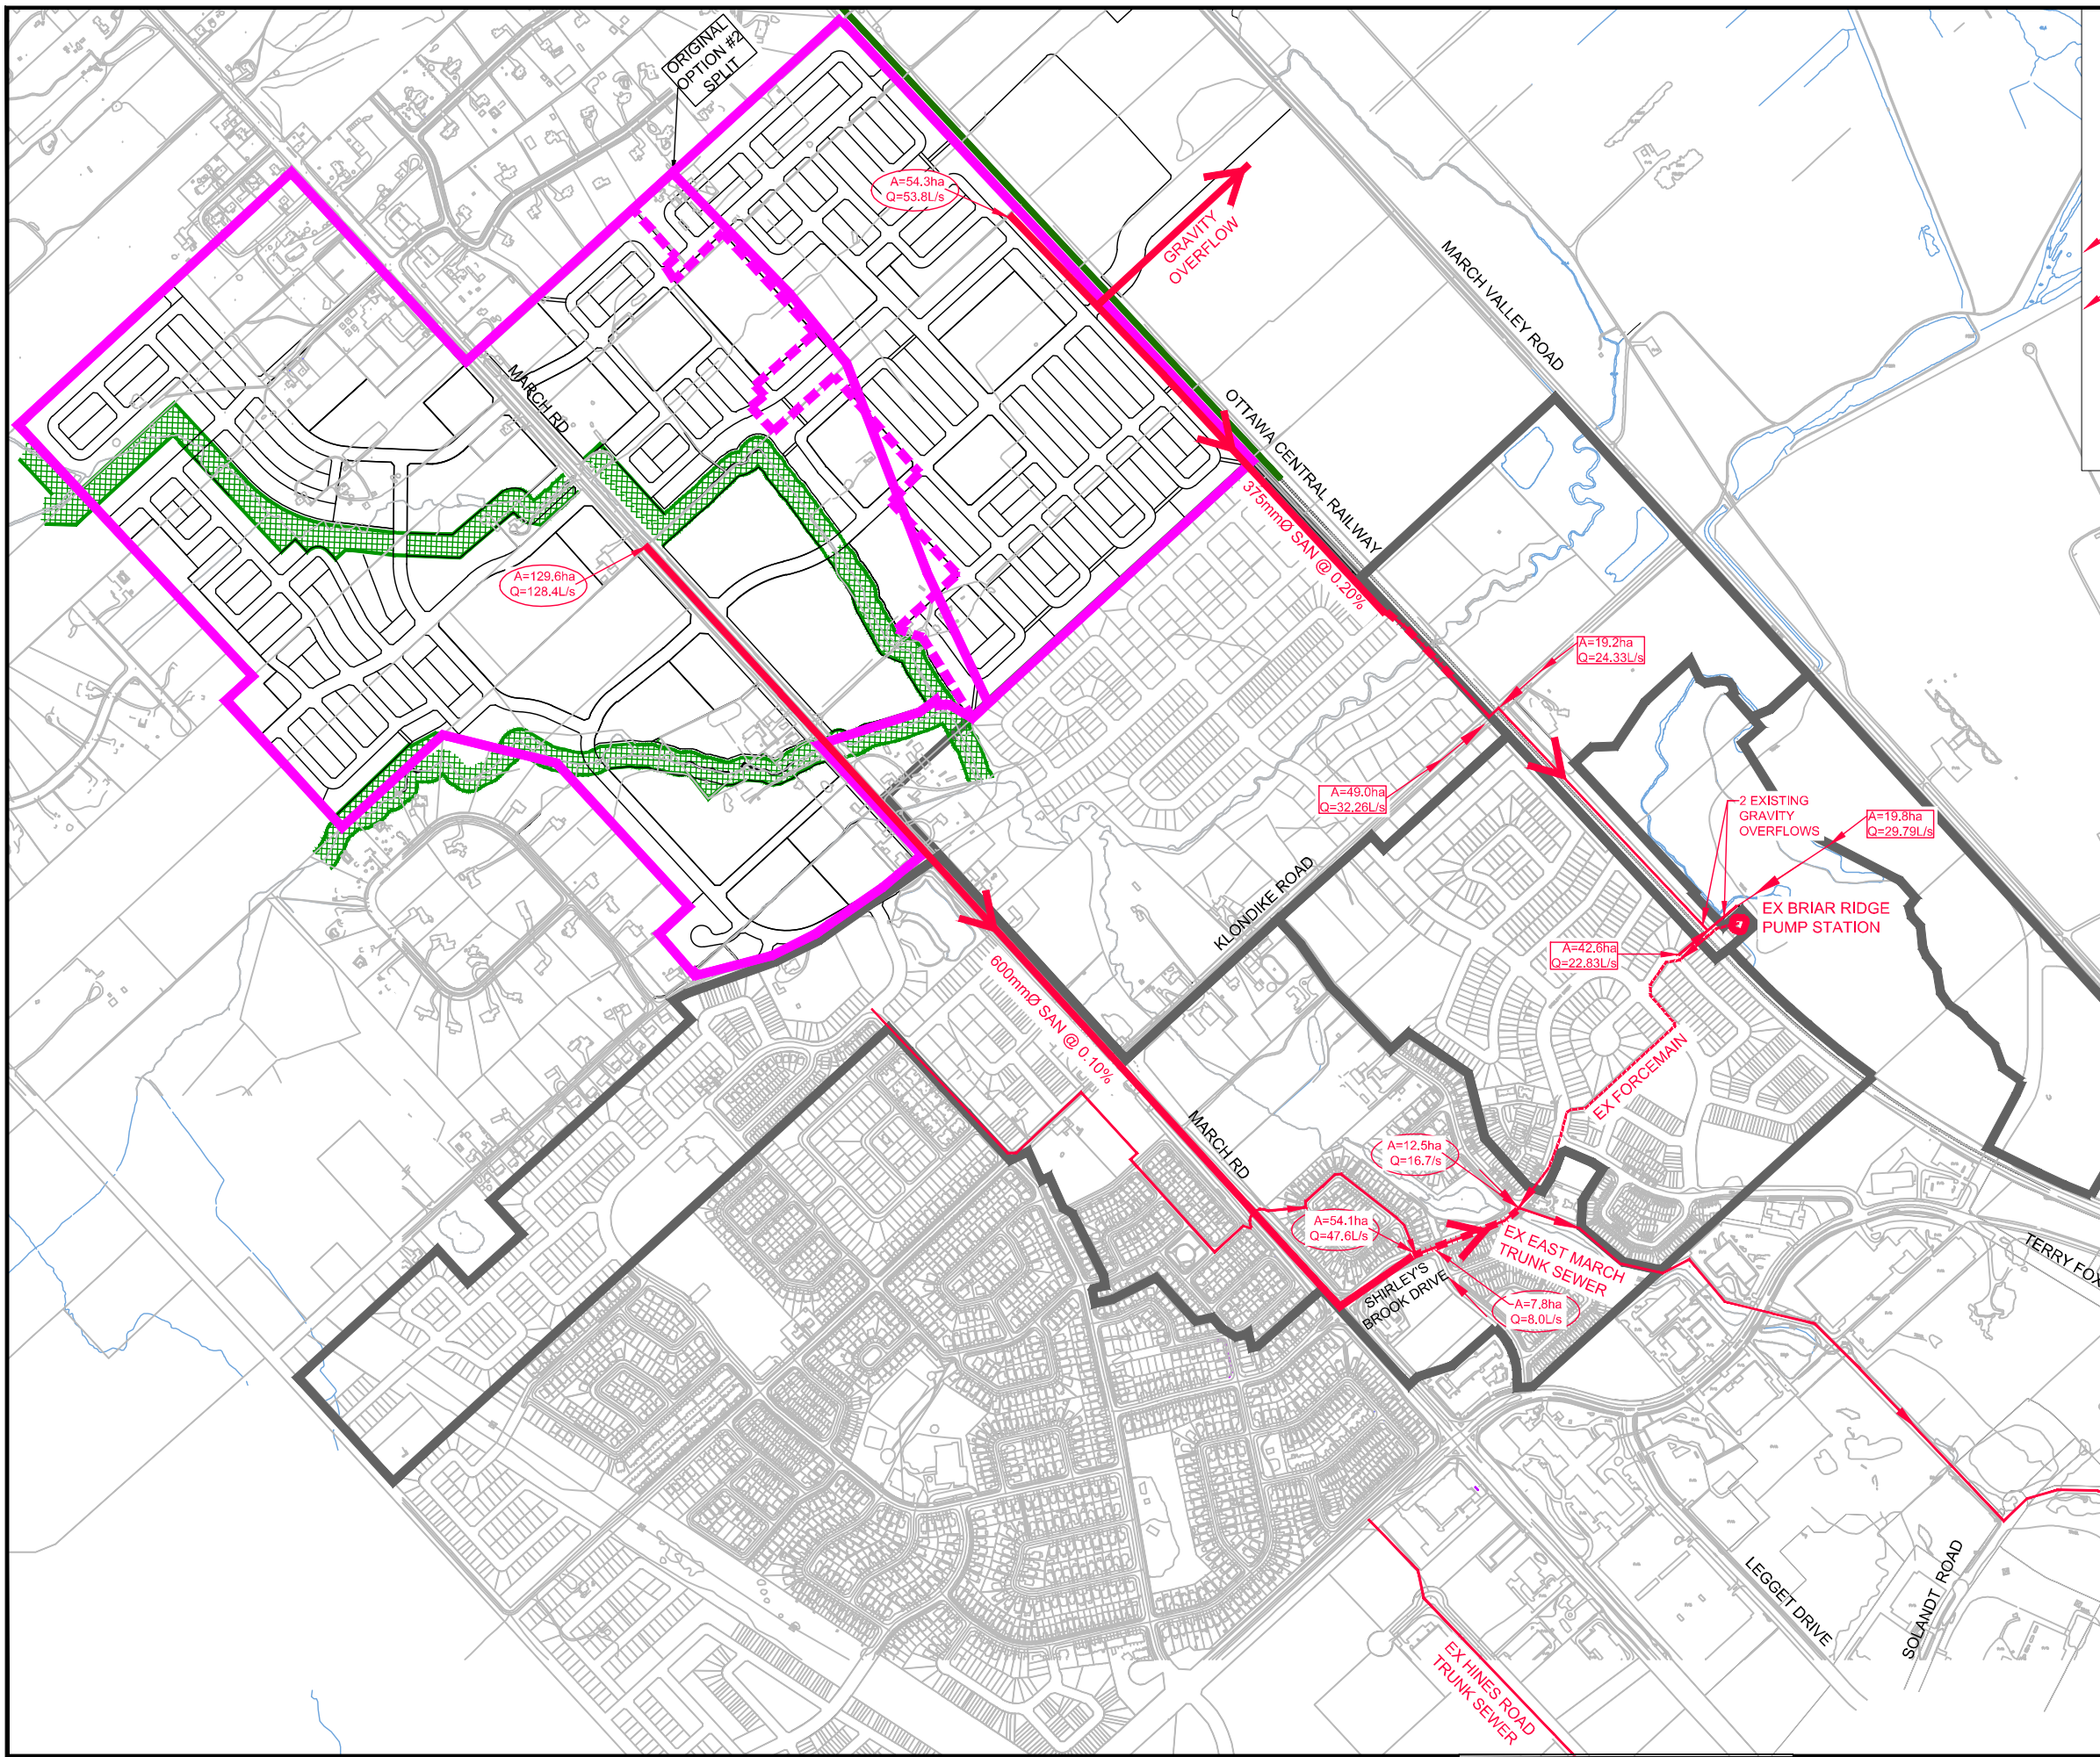 ORIGINAL
OPTION #2
SPLIT
A=54.3ha
Q=53.8L/s
GRAVITY
OVERFLOW
MARCH VALLEY ROAD
MARCH RD
OTTAWA CENTRAL RAILWAY
375mmØ SAN @ 0.20%
A=129.6ha
Q=128.4L/s
A=19.2ha
Q=24.33L/s
A=49.0ha
Q=32.26L/s
2 EXISTING
GRAVITY
OVERFLOWS
A=19.8ha
Q=29.79L/s
EX BRIAR RIDGE
PUMP STATION
KLONDIKE ROAD
A=42.6ha
Q=22.83L/s
600mmØ SAN @ 0.10%
EX FORCEMAIN
MARCH RD
A=12.5ha
Q=16.7/s
A=54.1ha
Q=47.6L/s
EX EAST MARCH
TRUNK SEWER
SHIRLEY'S
BROOK DRIVE
A=7.8ha
Q=8.0L/s
TERRY FOX
LEGGET DRIVE
SOLANDT ROAD
EX HINES ROAD
TRUNK SEWER